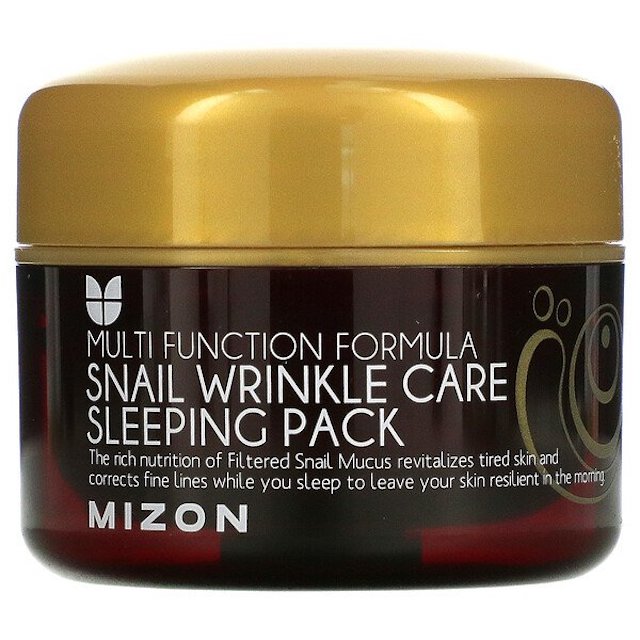 MULTI FUNCTION FORMULA
SNAIL WRINKLE CARE
SLEEPING PACK
The rich nutrition of Filtered Snail Mucus revitalizes tired skin and
corrects fine lines while you sleep to leave your skin resilient in the morning.
MIZON